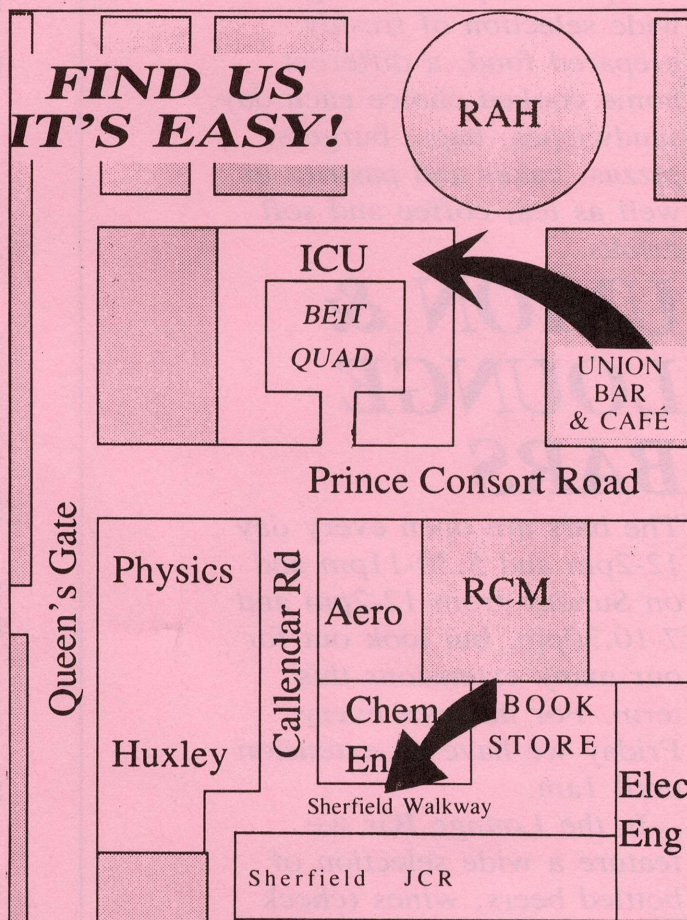 FIND US
IT'S EASY!
RAH
ICU
BEIT
QUAD
UNION
BAR
& CAFÉ
Prince Consort Road
Queen's Gate
Physics
Callendar Rd
Aero
RCM
Chem
En
BOOK
STORE
Huxley
Sherfield Walkway
Elec
Eng
Sherfield JCR